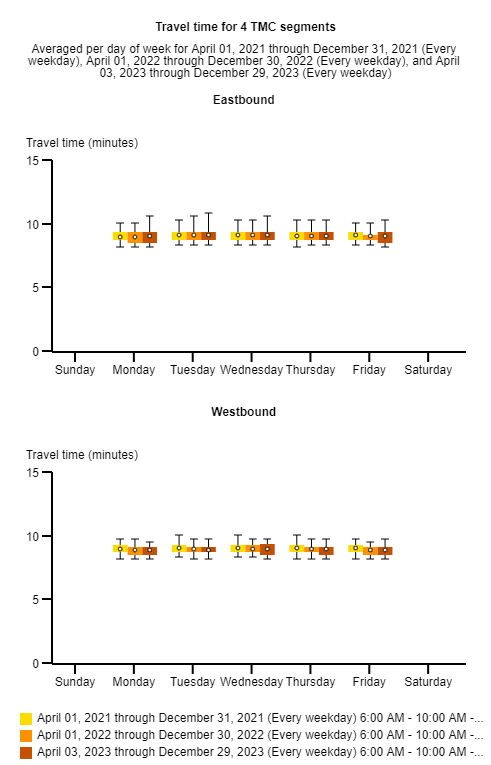 Travel time for 4 TMC segments
Averaged per day of week for April 01, 2021 through December 31, 2021 (Every
weekday), April 01, 2022 through December 30, 2022 (Every weekday), and April
03, 2023 through December 29, 2023 (Every weekday)
Eastbound
Travel time (minutes)
15
10
5
0
Sunday Monday Tuesday Wednesday Thursday Friday Saturday
Westbound
Travel time (minutes)
15
10
5
0
Sunday Monday Tuesday Wednesday Thursday Friday Saturday
April 01, 2021 through December 31, 2021 (Every weekday) 6:00 AM - 10:00 AM -...
April 01, 2022 through December 30, 2022 (Every weekday) 6:00 AM - 10:00 AM -...
April 03, 2023 through December 29, 2023 (Every weekday) 6:00 AM - 10:00 AM -...